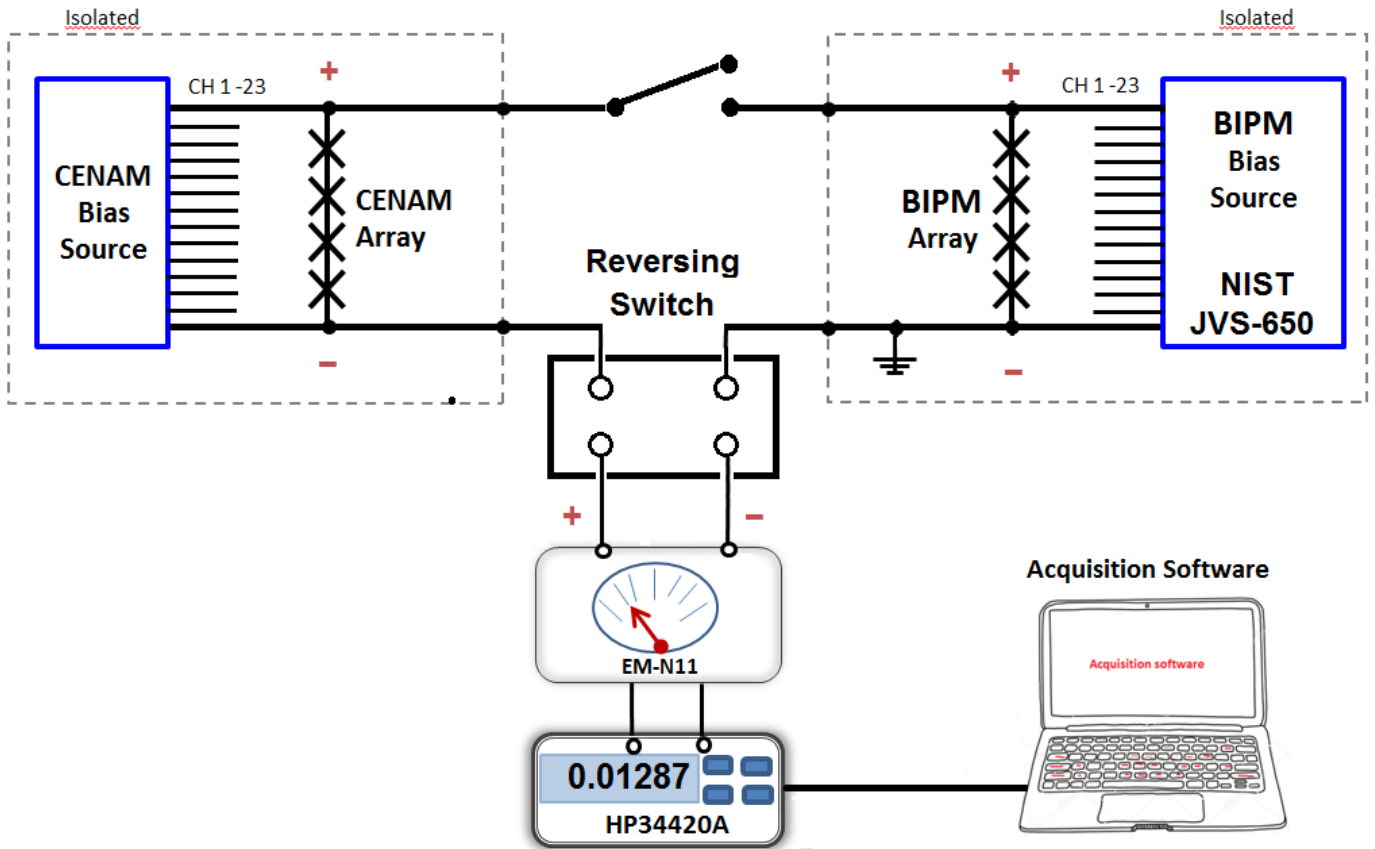 Isolated
Isolated
+
+
CH 1 -23
CH 1 -23
CENAM
Bias
Source
CENAM
Array
BIPM
Array
BIPM
Bias
Source
NIST
JVS-650
Reversing
Switch
−
−
+
−
EM-N11
0.01287
HP34420A
Acquisition Software
Acquisition software